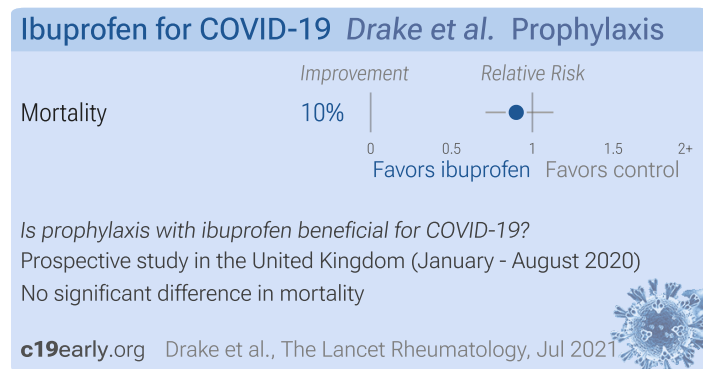 Ibuprofen for COVID-19 Drake et al. Prophylaxis
Improvement Relative Risk
Mortality 10%
0 0.5 1 1.5 2+
Favors ibuprofen Favors control
Is prophylaxis with ibuprofen beneficial for COVID-19?
Prospective study in the United Kingdom (January - August 2020)
No significant difference in mortality
c19early.org Drake et al., The Lancet Rheumatology, Jul 2021